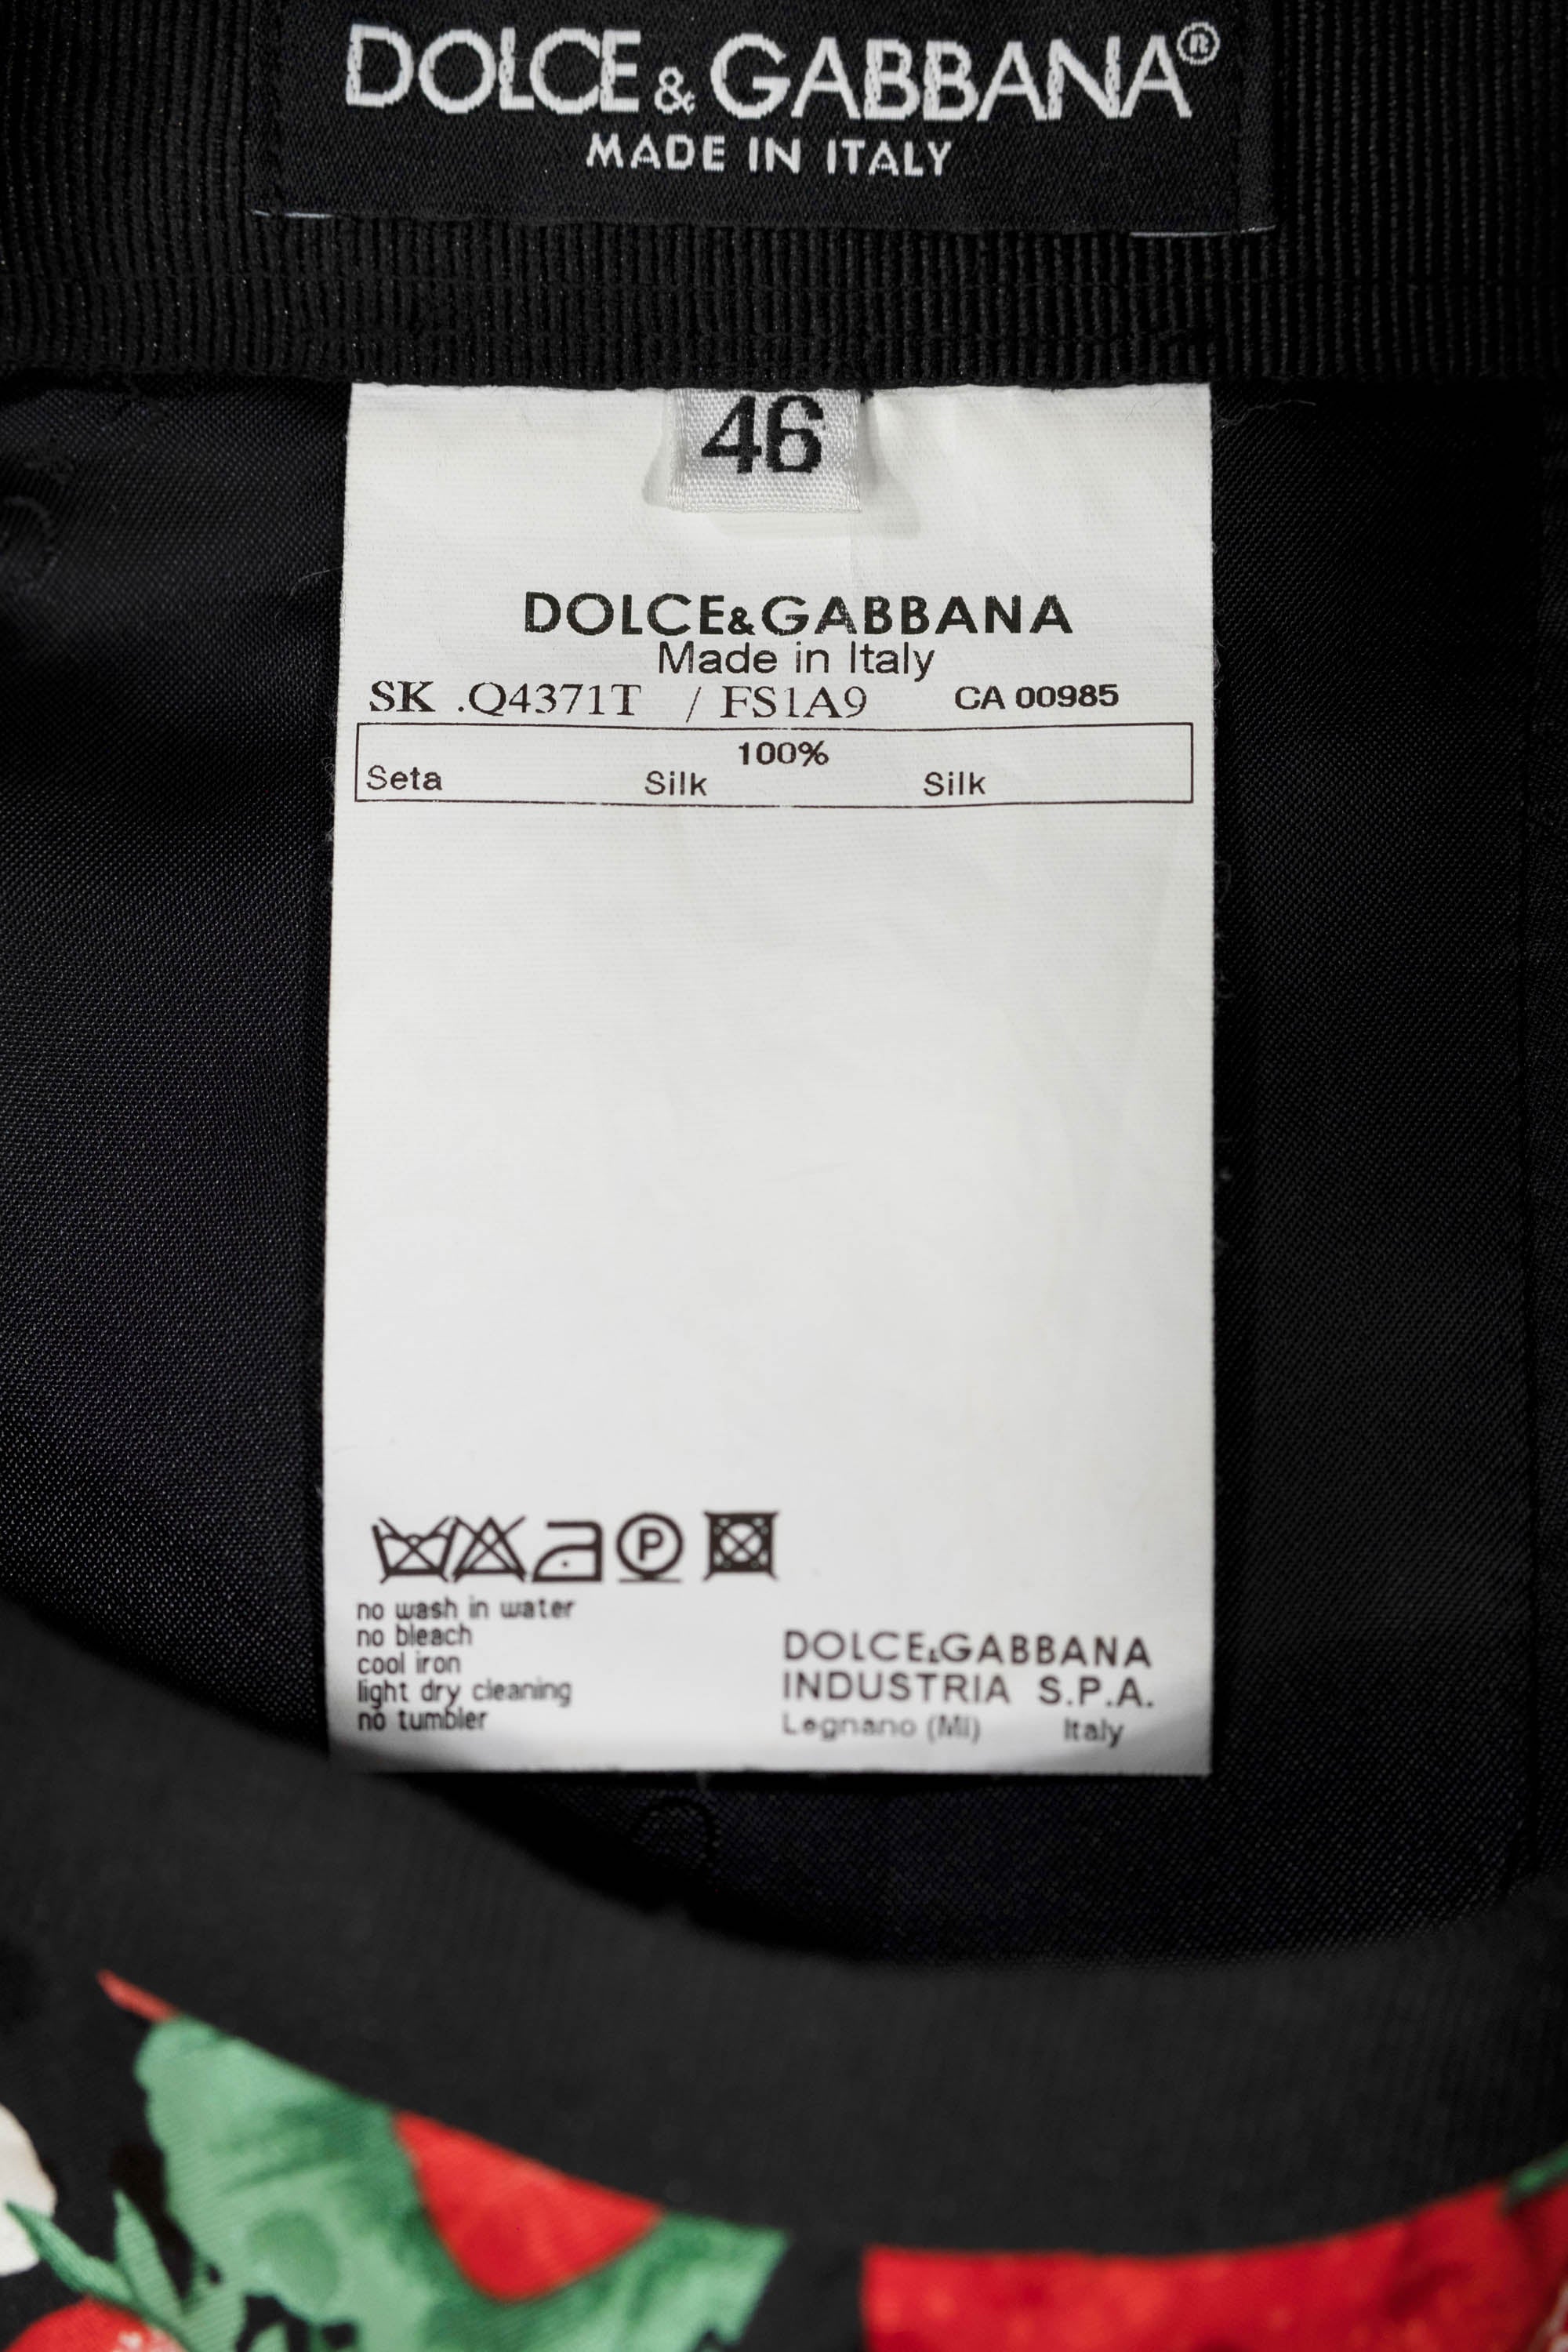 DOLCE & GABBANA®
MADE IN ITALY
46
DOLCE&GABBANA
Made in Italy
SK .Q4371T / FS1A9 CA 00985
100%
Seta Silk Silk
P
no wash in water
no bleach
cool iron
light dry cleaning
no tumbler
DOLCE&GABBANA
INDUSTRIA S.P.A.
Legnano (MI) Italy